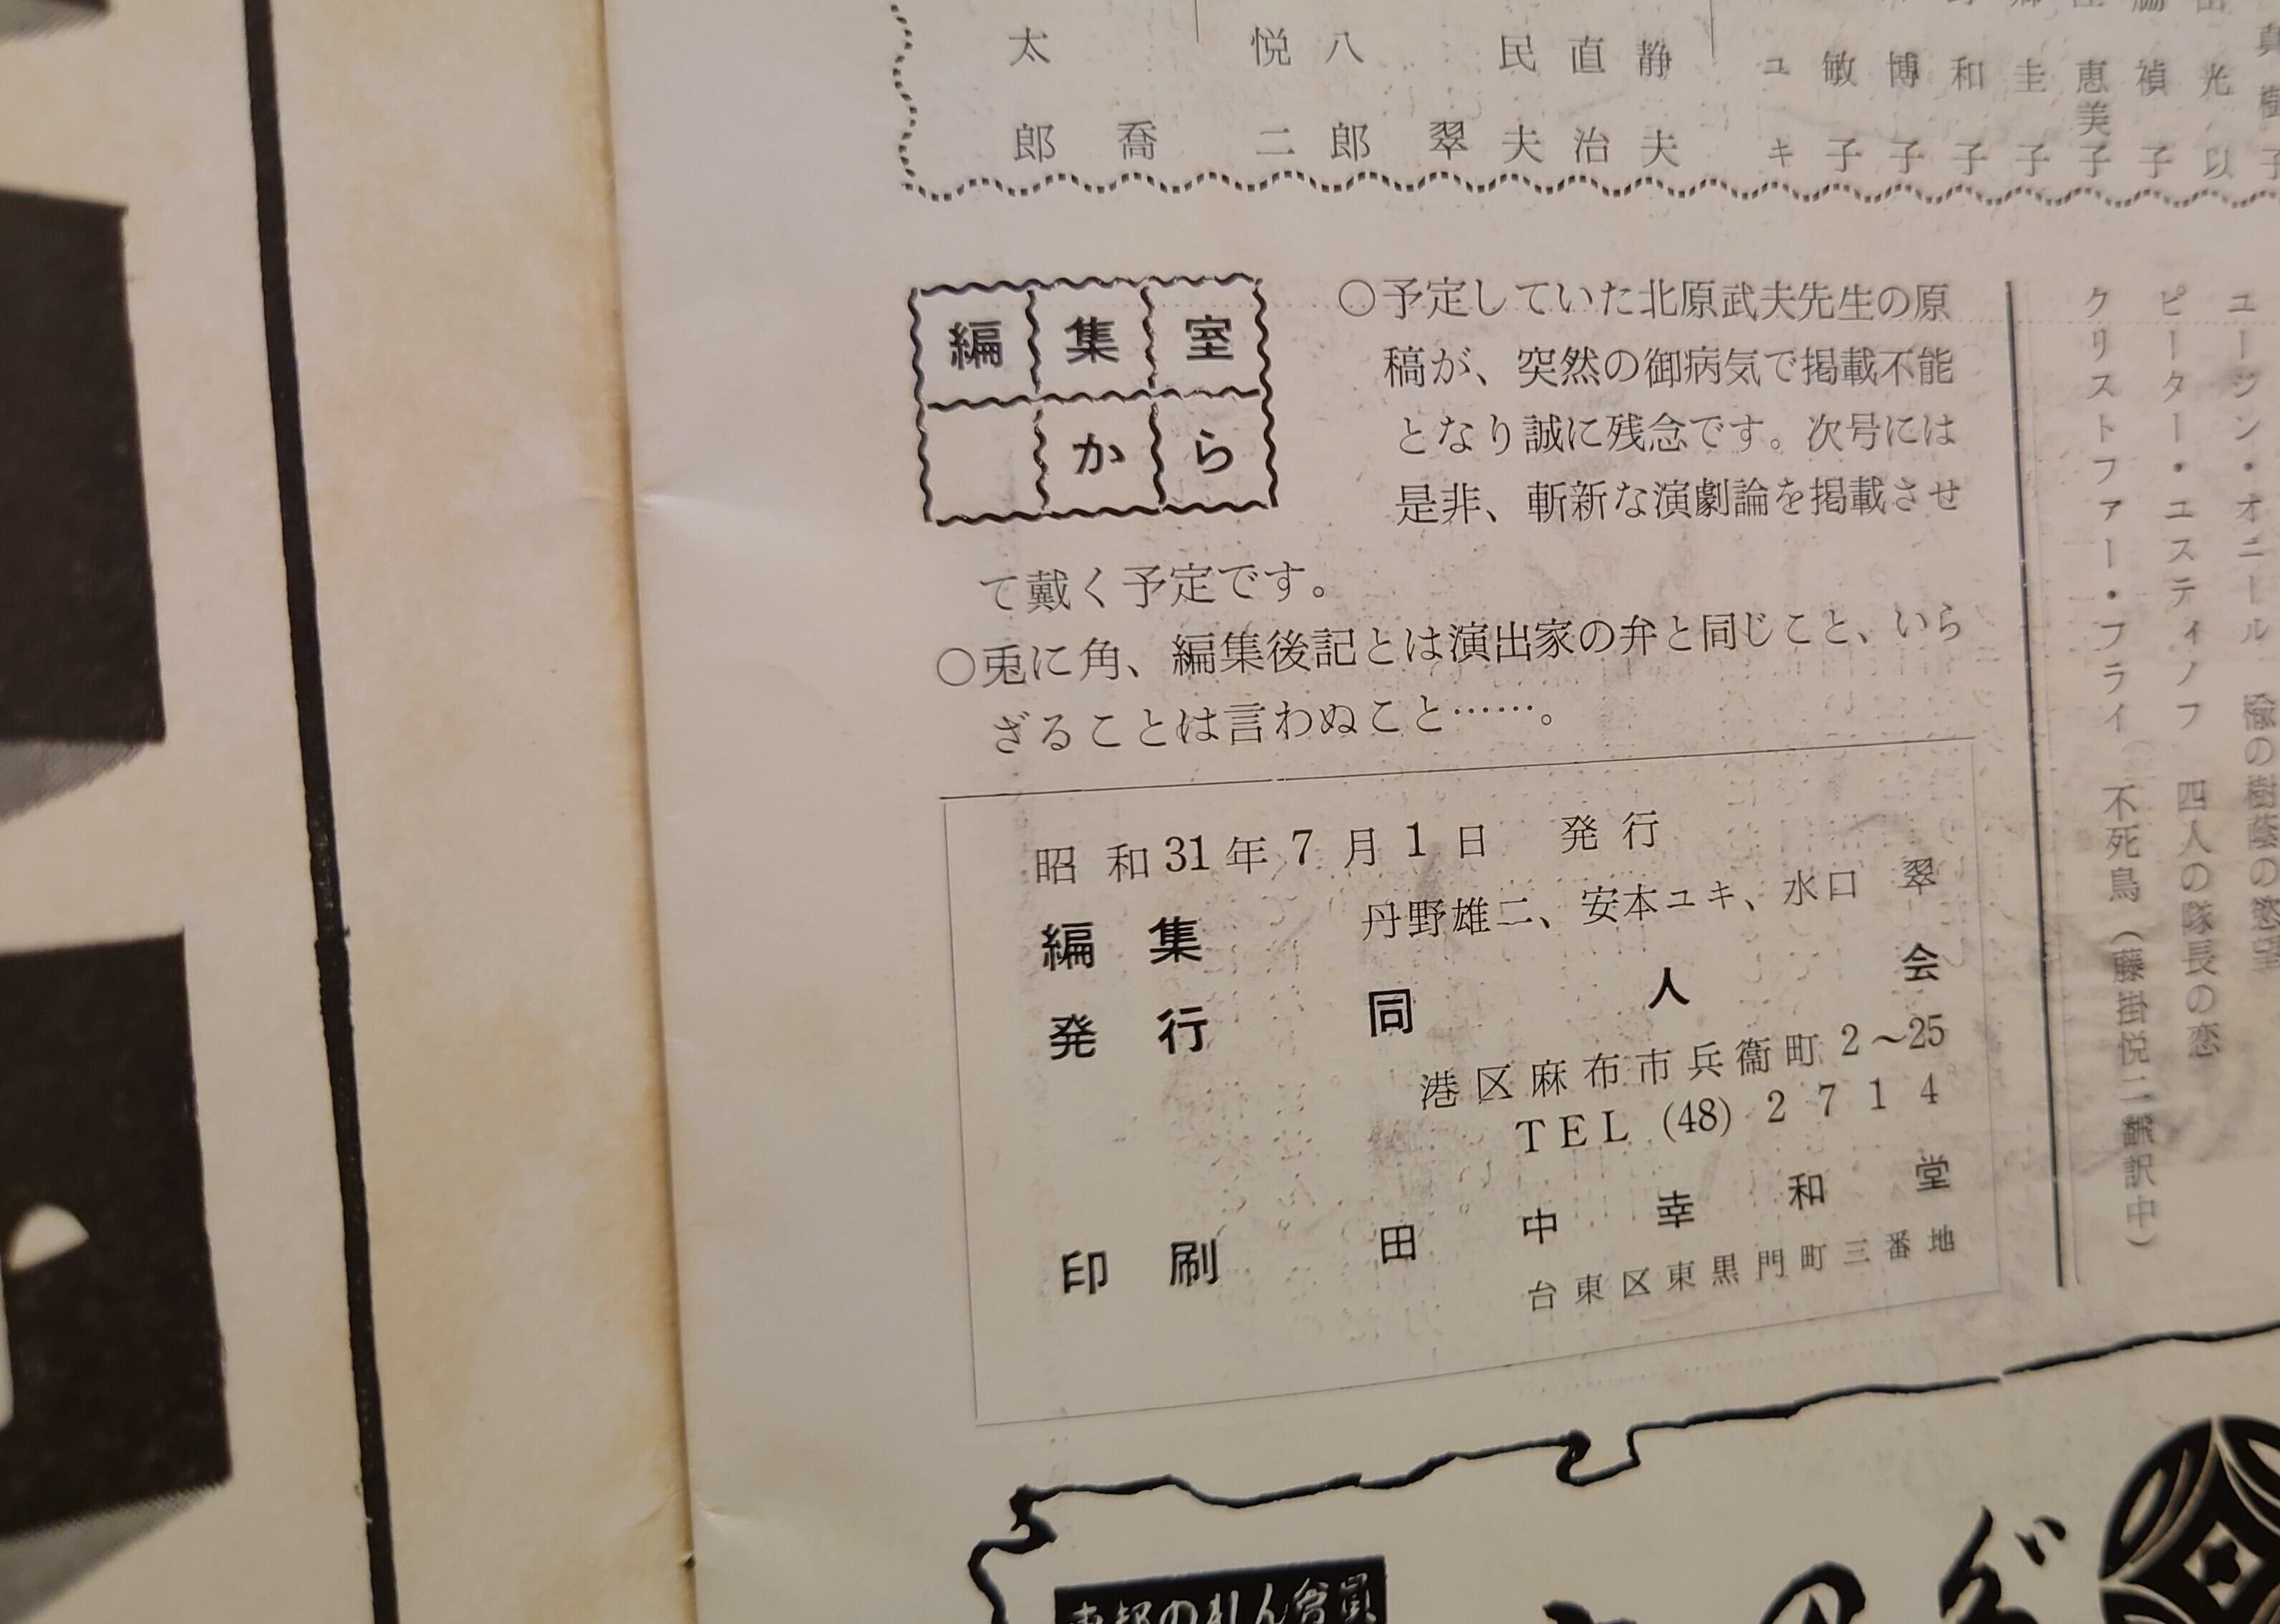 太郎
喬
悦二
八郎
翠
民夫
直治
静夫
ユキ
敏子
博子
和子
圭子
恵美子
禎子
光以
編集室
から
○予定していた北原武夫先生の原
稿が、突然の御病気で掲載不能
となり誠に残念です。次号には
是非、斬新な演劇論を掲載させ
て戴く予定です。
○兎に角、編集後記とは演出家の弁と同じこと、いら
ざることは言わぬこと……。
昭和31年7月1日 発行
編集 丹野雄二、安本ユキ、水口 翠
発行 同人会
港区麻布市兵衞町2～25
TEL (48) 2714
印刷 田中幸和堂
台東区東黒門町三番地
ユージン・オニール 楡の樹蔭の慾望
ピーター・ユスティノフ 四人の隊長の恋
クリストファー・フライ 不死鳥（藤掛悦二飜訳中）